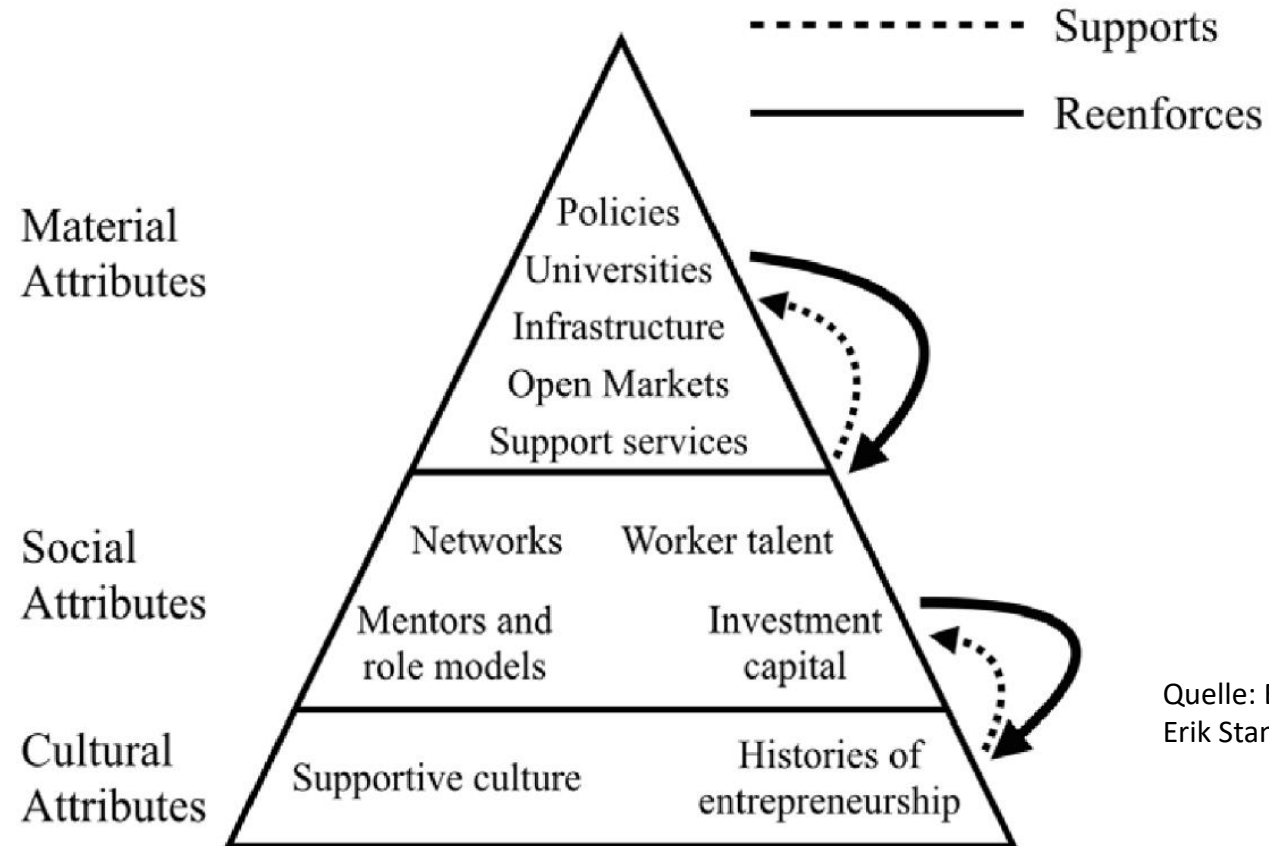 Supports
Reenforces
Material
Attributes
Policies
Universities
Infrastructure
Open Markets
Support services
Social
Attributes
Networks Worker talent
Mentors and
role models
Investment
capital
Cultural
Attributes
Supportive culture
Histories of
entrepreneurship
Quelle:
Erik